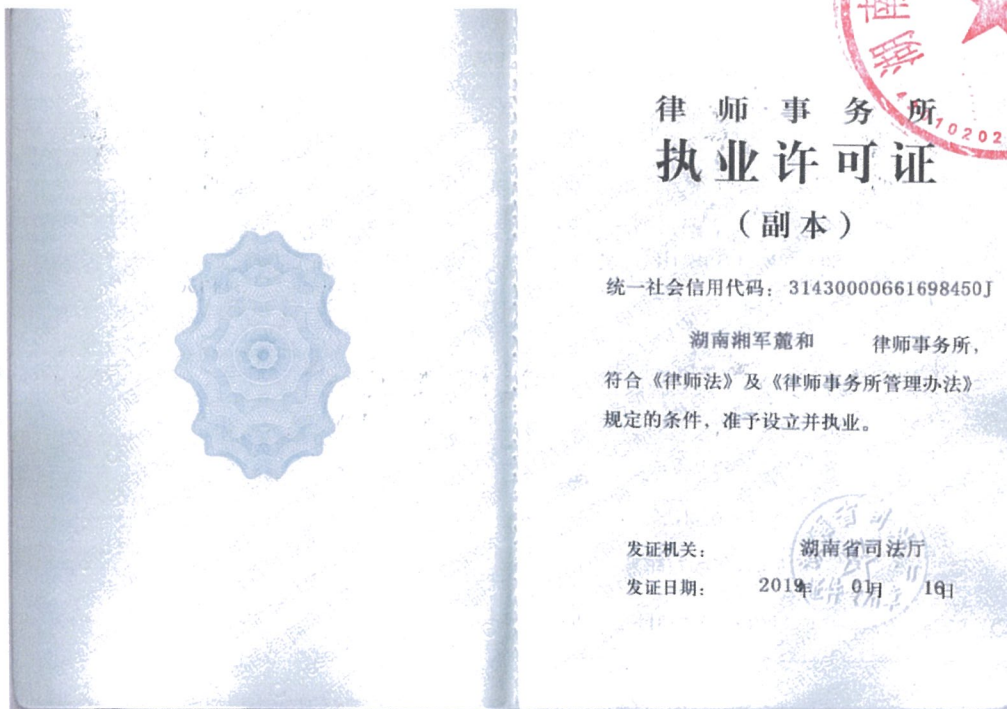 湖南
10202
律师事务所
执业许可证
（副本）
统一社会信用代码：31430000661698450J
湖南湘军麓和 律师事务所，
符合《律师法》及《律师事务所管理办法》
规定的条件，准予设立并执业。
发证机关： 湖南省司法厅
发证日期： 2019年 01月 16日